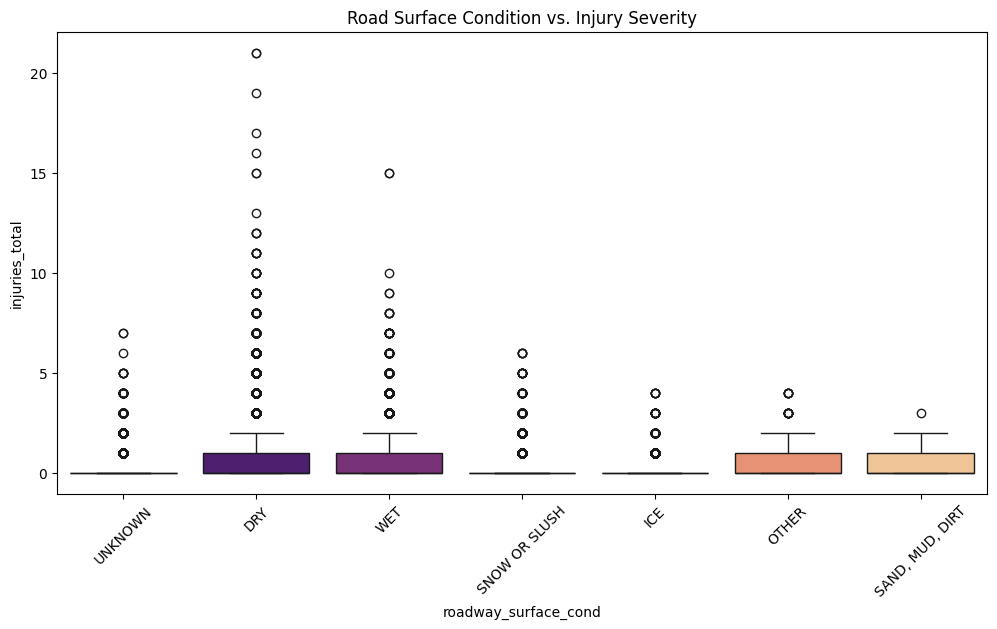 Road Surface Condition vs. Injury Severity
20
15
10
5
0
injuries_total
UNKNOWN
DRY
WET
SNOW OR SLUSH
ICE
OTHER
SAND, MUD, DIRT
roadway_surface_cond